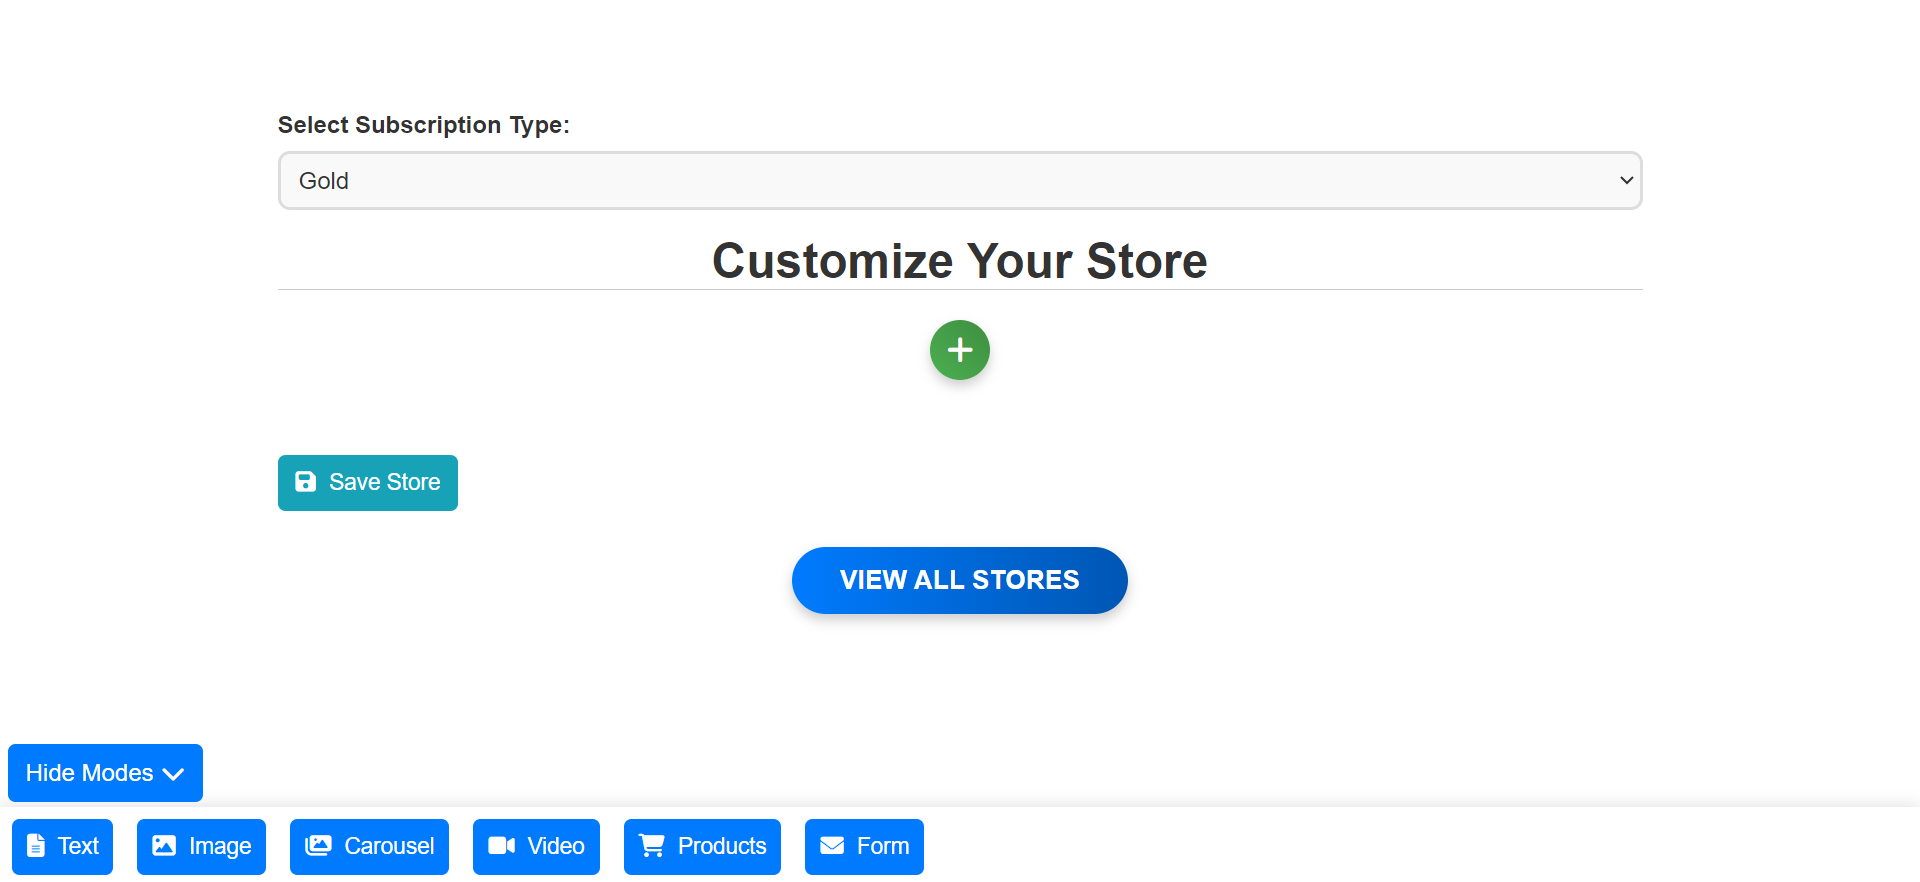 Select Subscription Type:
Gold
Customize Your Store
Save Store
VIEW ALL STORES
Hide Modes
Text Image Carousel Video Products Form